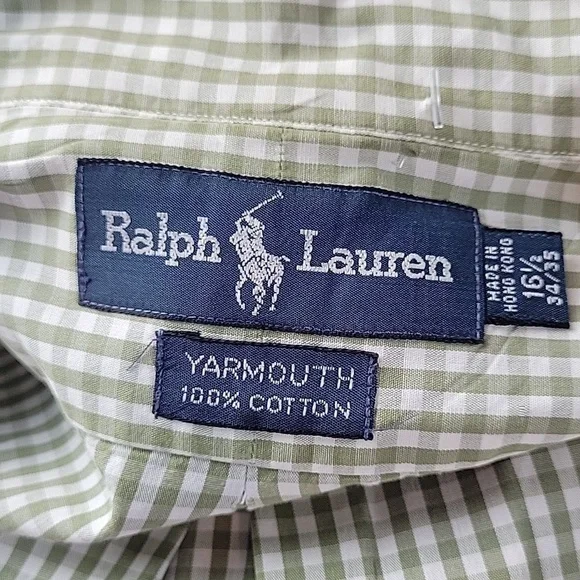 Ralph Lauren
MADE IN
HONG KONG
16½
34/35
YARMOUTH
100% COTTON